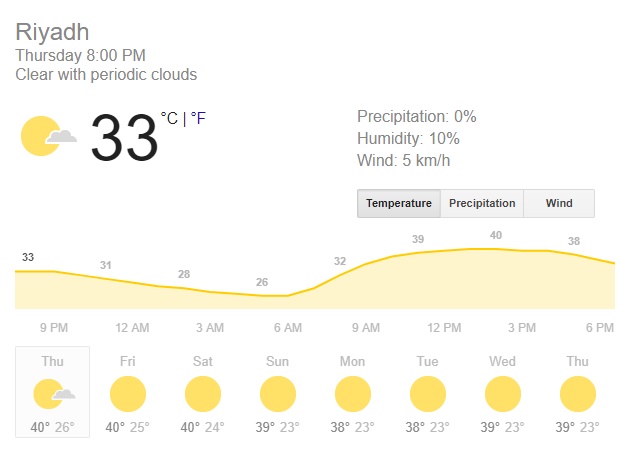 Riyadh
Thursday 8:00 PM
Clear with periodic clouds
33 °C | °F
Precipitation: 0%
Humidity: 10%
Wind: 5 km/h
Temperature Precipitation Wind
33 31 28 26 32 39 40 38
9 PM 12 AM 3 AM 6 AM 9 AM 12 PM 3 PM 6 PM
Thu Fri Sat Sun Mon Tue Wed Thu
40° 26° 40° 25° 40° 24° 39° 23° 38° 23° 38° 23° 39° 23° 39° 23°